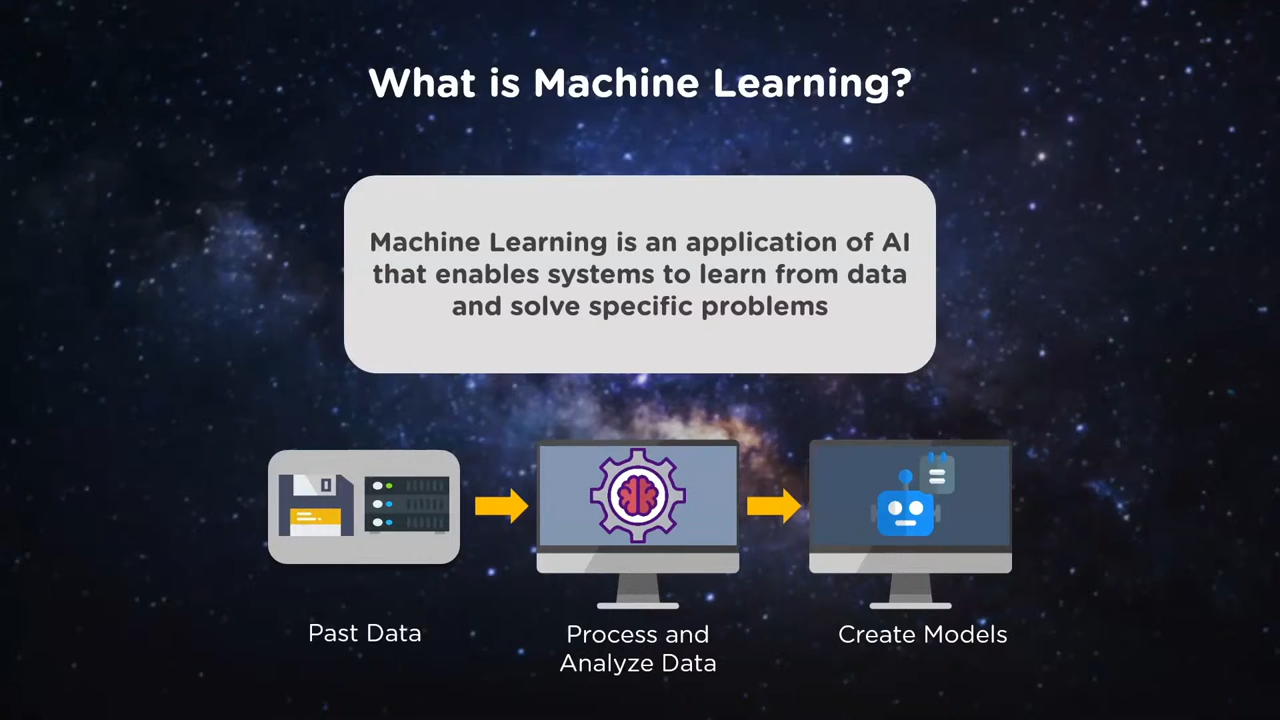 What is Machine Learning?
Machine Learning is an application of AI
that enables systems to learn from data
and solve specific problems
Past Data
Process and
Analyze Data
Create Models